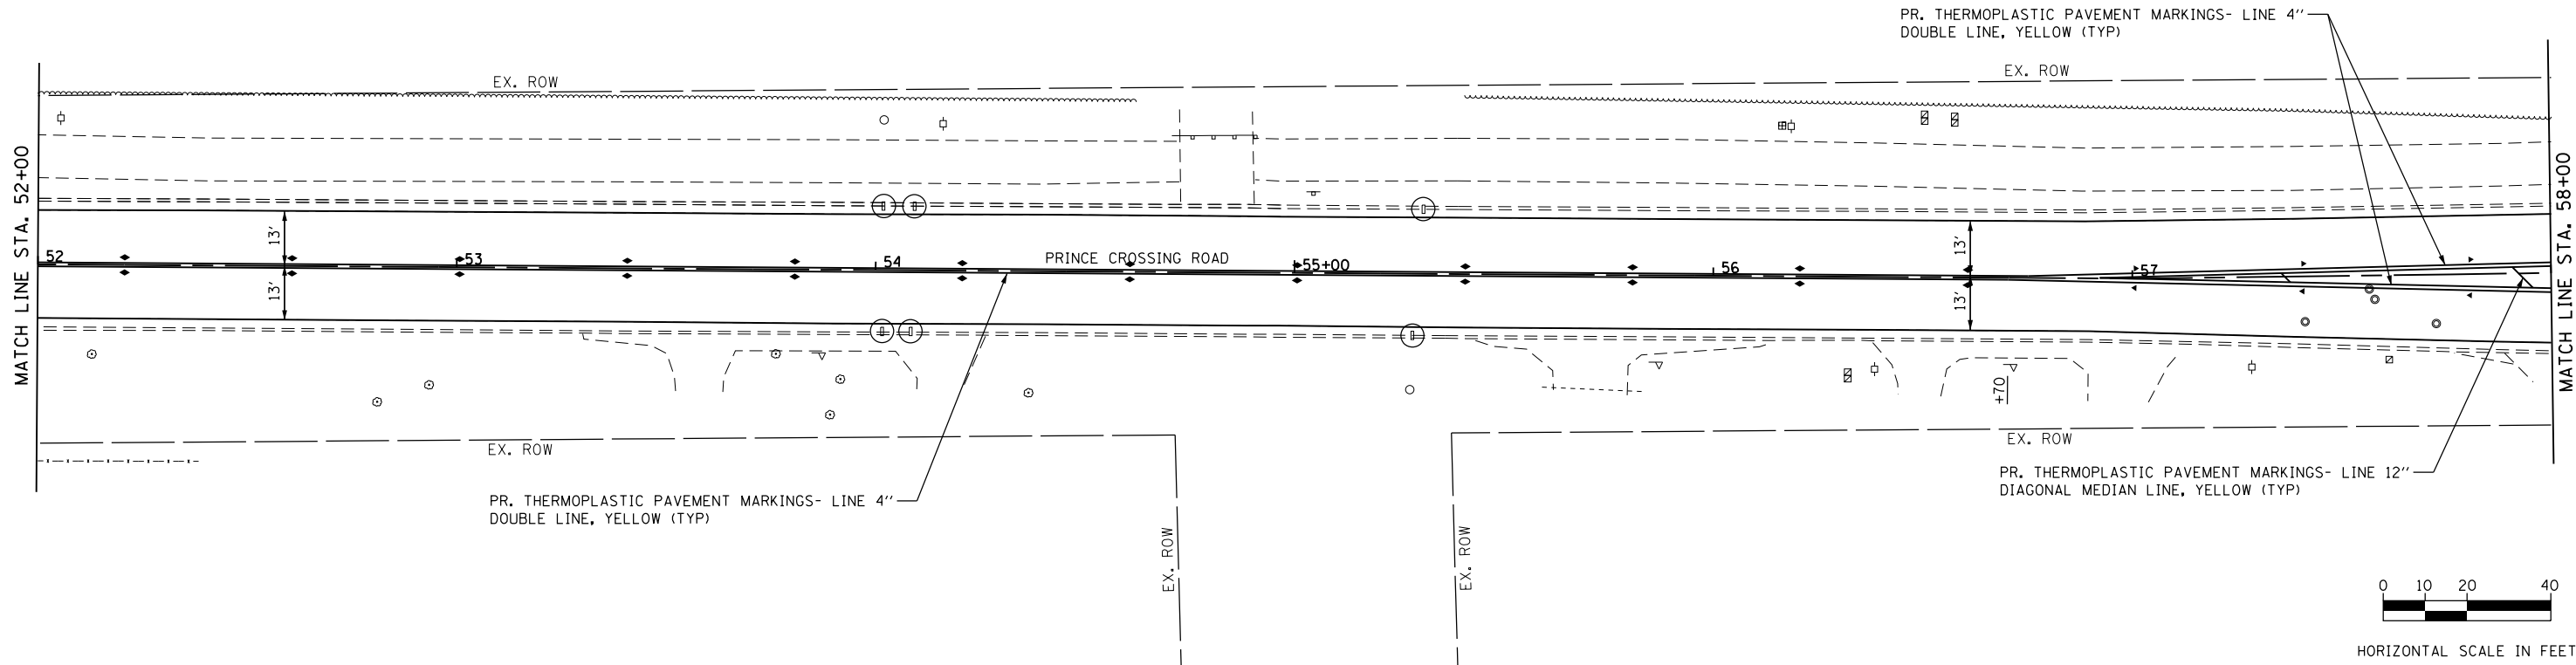 PR. THERMOPLASTIC PAVEMENT MARKINGS- LINE 4"
DOUBLE LINE, YELLOW (TYP)
EX. ROW
EX. ROW
MATCH LINE STA. 52+00
MATCH LINE STA. 58+00
13'
13'
52
53
54
PRINCE CROSSING ROAD
55+00
56
57
13'
13'
+70
EX. ROW
EX. ROW
PR. THERMOPLASTIC PAVEMENT MARKINGS- LINE 12"
DIAGONAL MEDIAN LINE, YELLOW (TYP)
PR. THERMOPLASTIC PAVEMENT MARKINGS- LINE 4"
DOUBLE LINE, YELLOW (TYP)
EX. ROW
EX. ROW
0 10 20 40
HORIZONTAL SCALE IN FEET